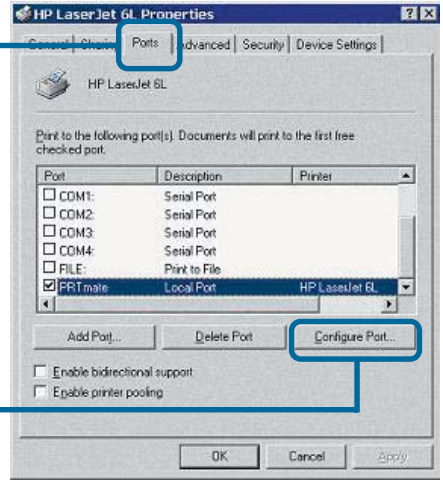 HP LaserJet 6L Properties
General Sharing Ports Advanced Security Device Settings
HP LaserJet 6L
Print to the following port(s). Documents will print to the first free
checked port.
Port Description Printer
COM1: Serial Port
COM2: Serial Port
COM3: Serial Port
COM4: Serial Port
FILE: Print to File
PRTmate Local Port HP LaserJet 6L
Add Port... Delete Port Configure Port...
Enable bidirectional support
Enable printer pooling
OK Cancel Apply